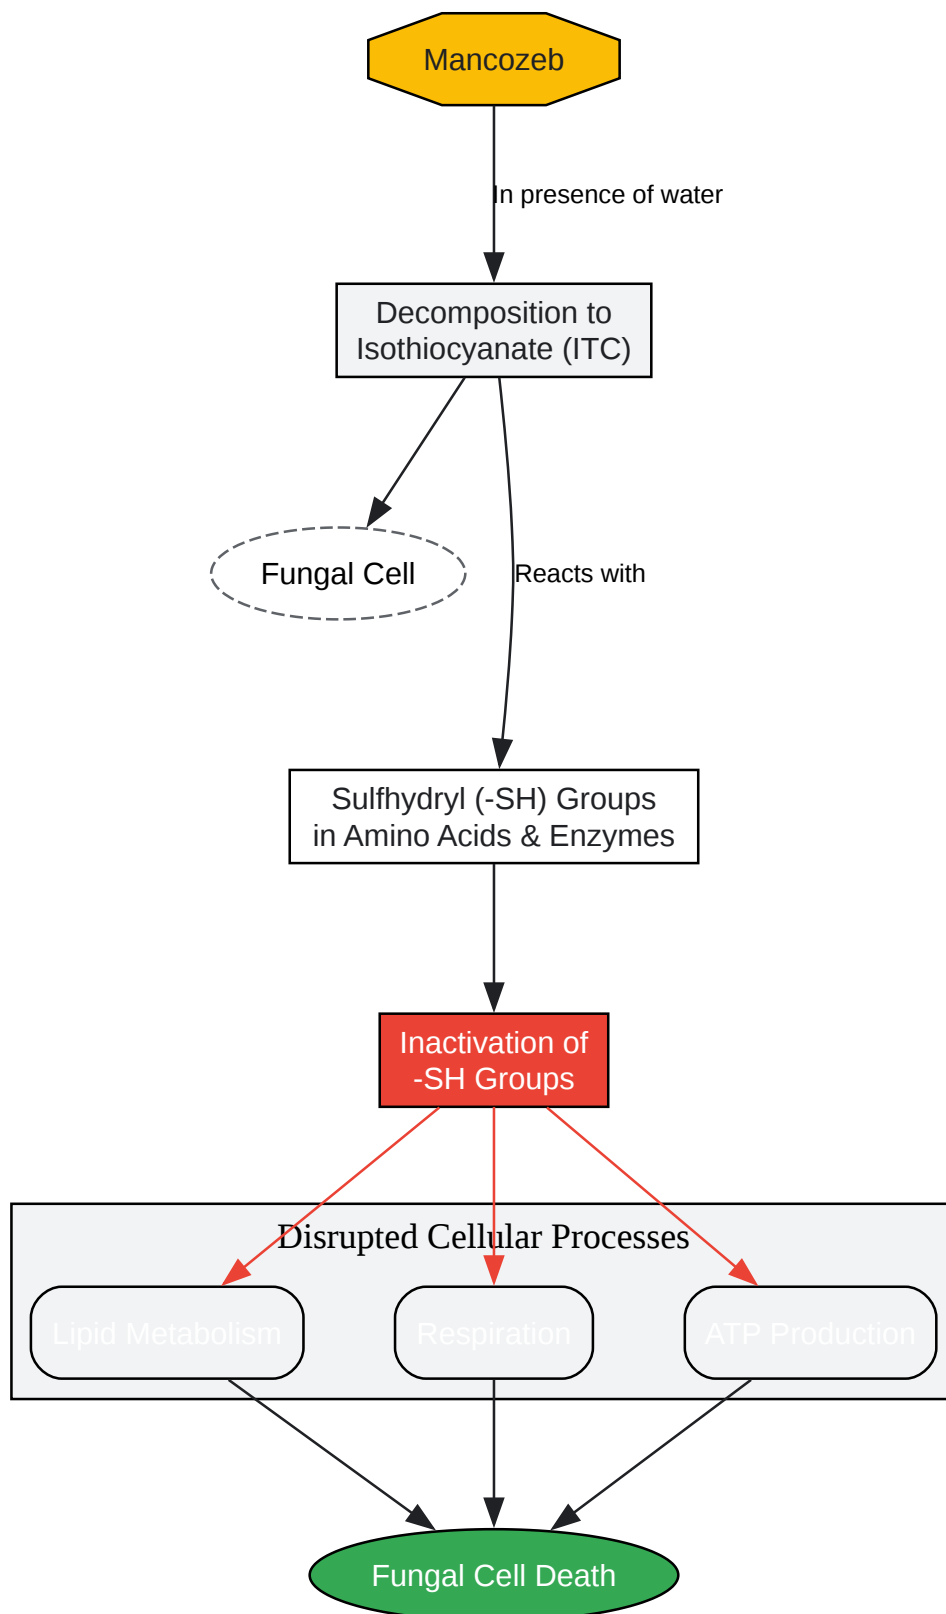 Mancozeb
In presence of water
Decomposition to
Isothiocyanate (ITC)
Fungal Cell
Reacts with
Sulfhydryl (-SH) Groups
in Amino Acids & Enzymes
Inactivation of
-SH Groups
Disrupted Cellular Processes
Lipid Metabolism
Respiration
ATP Production
Fungal Cell Death